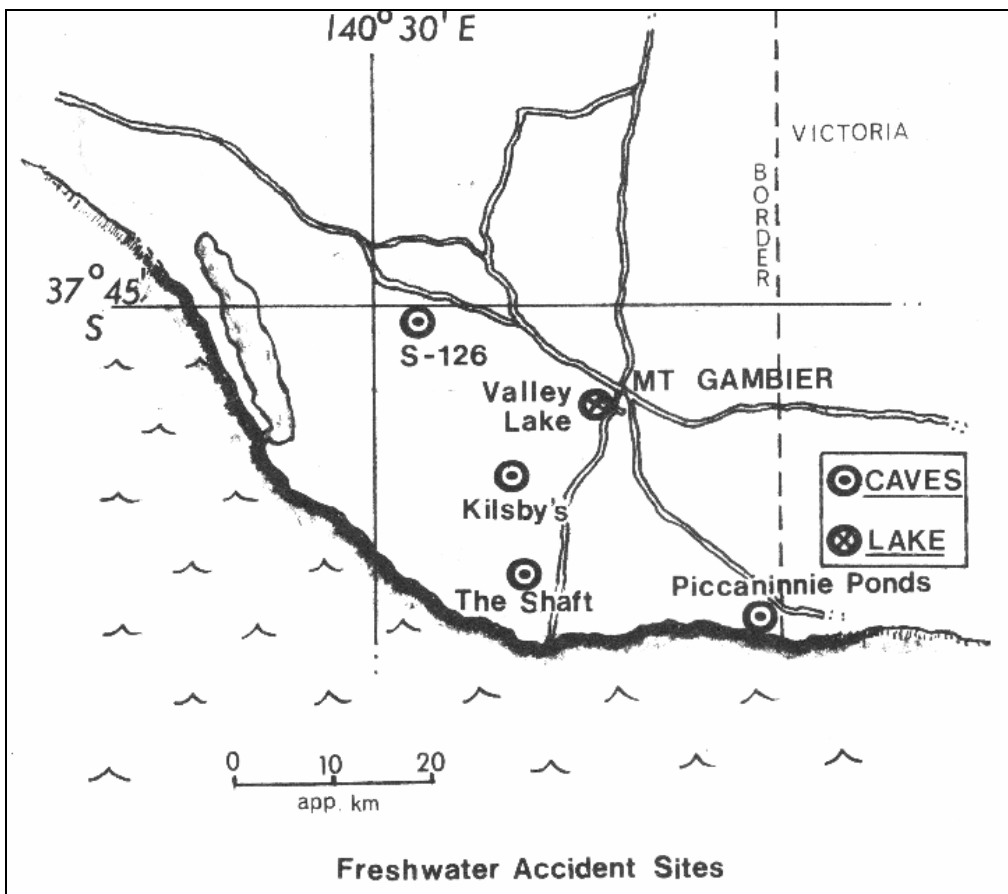 140° 30' E
VICTORIA
BORDER
37° 45'
S
S-126
MT GAMBIER
Valley
Lake
CAVES
Kilsby's
LAKE
Piccaninnie Ponds
The Shaft
0 10 20
app. km
Freshwater Accident Sites